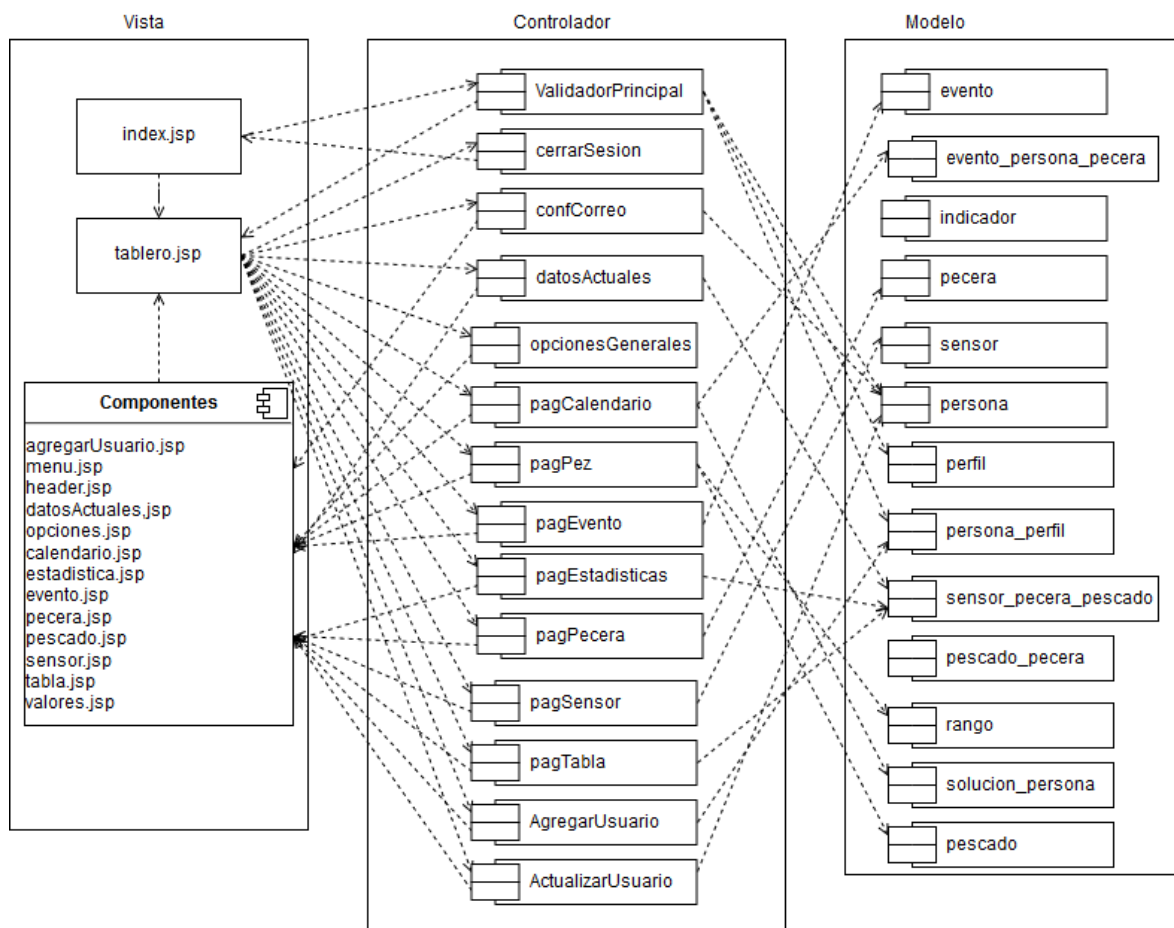 Vista
Controlador
Modelo
index.jsp
tablero.jsp
Componentes
agregarUsuario.jsp
menu.jsp
header.jsp
datosActuales,jsp
opciones.jsp
calendario.jsp
estadistica.jsp
evento.jsp
pecera.jsp
pescado.jsp
sensor.jsp
tabla.jsp
valores.jsp
ValidadorPrincipal
cerrarSesion
confCorreo
datosActuales
opcionesGenerales
pagCalendario
pagPez
pagEvento
pagEstadisticas
pagPecera
pagSensor
pagTabla
AgregarUsuario
ActualizarUsuario
evento
evento_persona_pecera
indicador
pecera
sensor
persona
perfil
persona_perfil
sensor_pecera_pescado
pescado_pecera
rango
solucion_persona
pescado